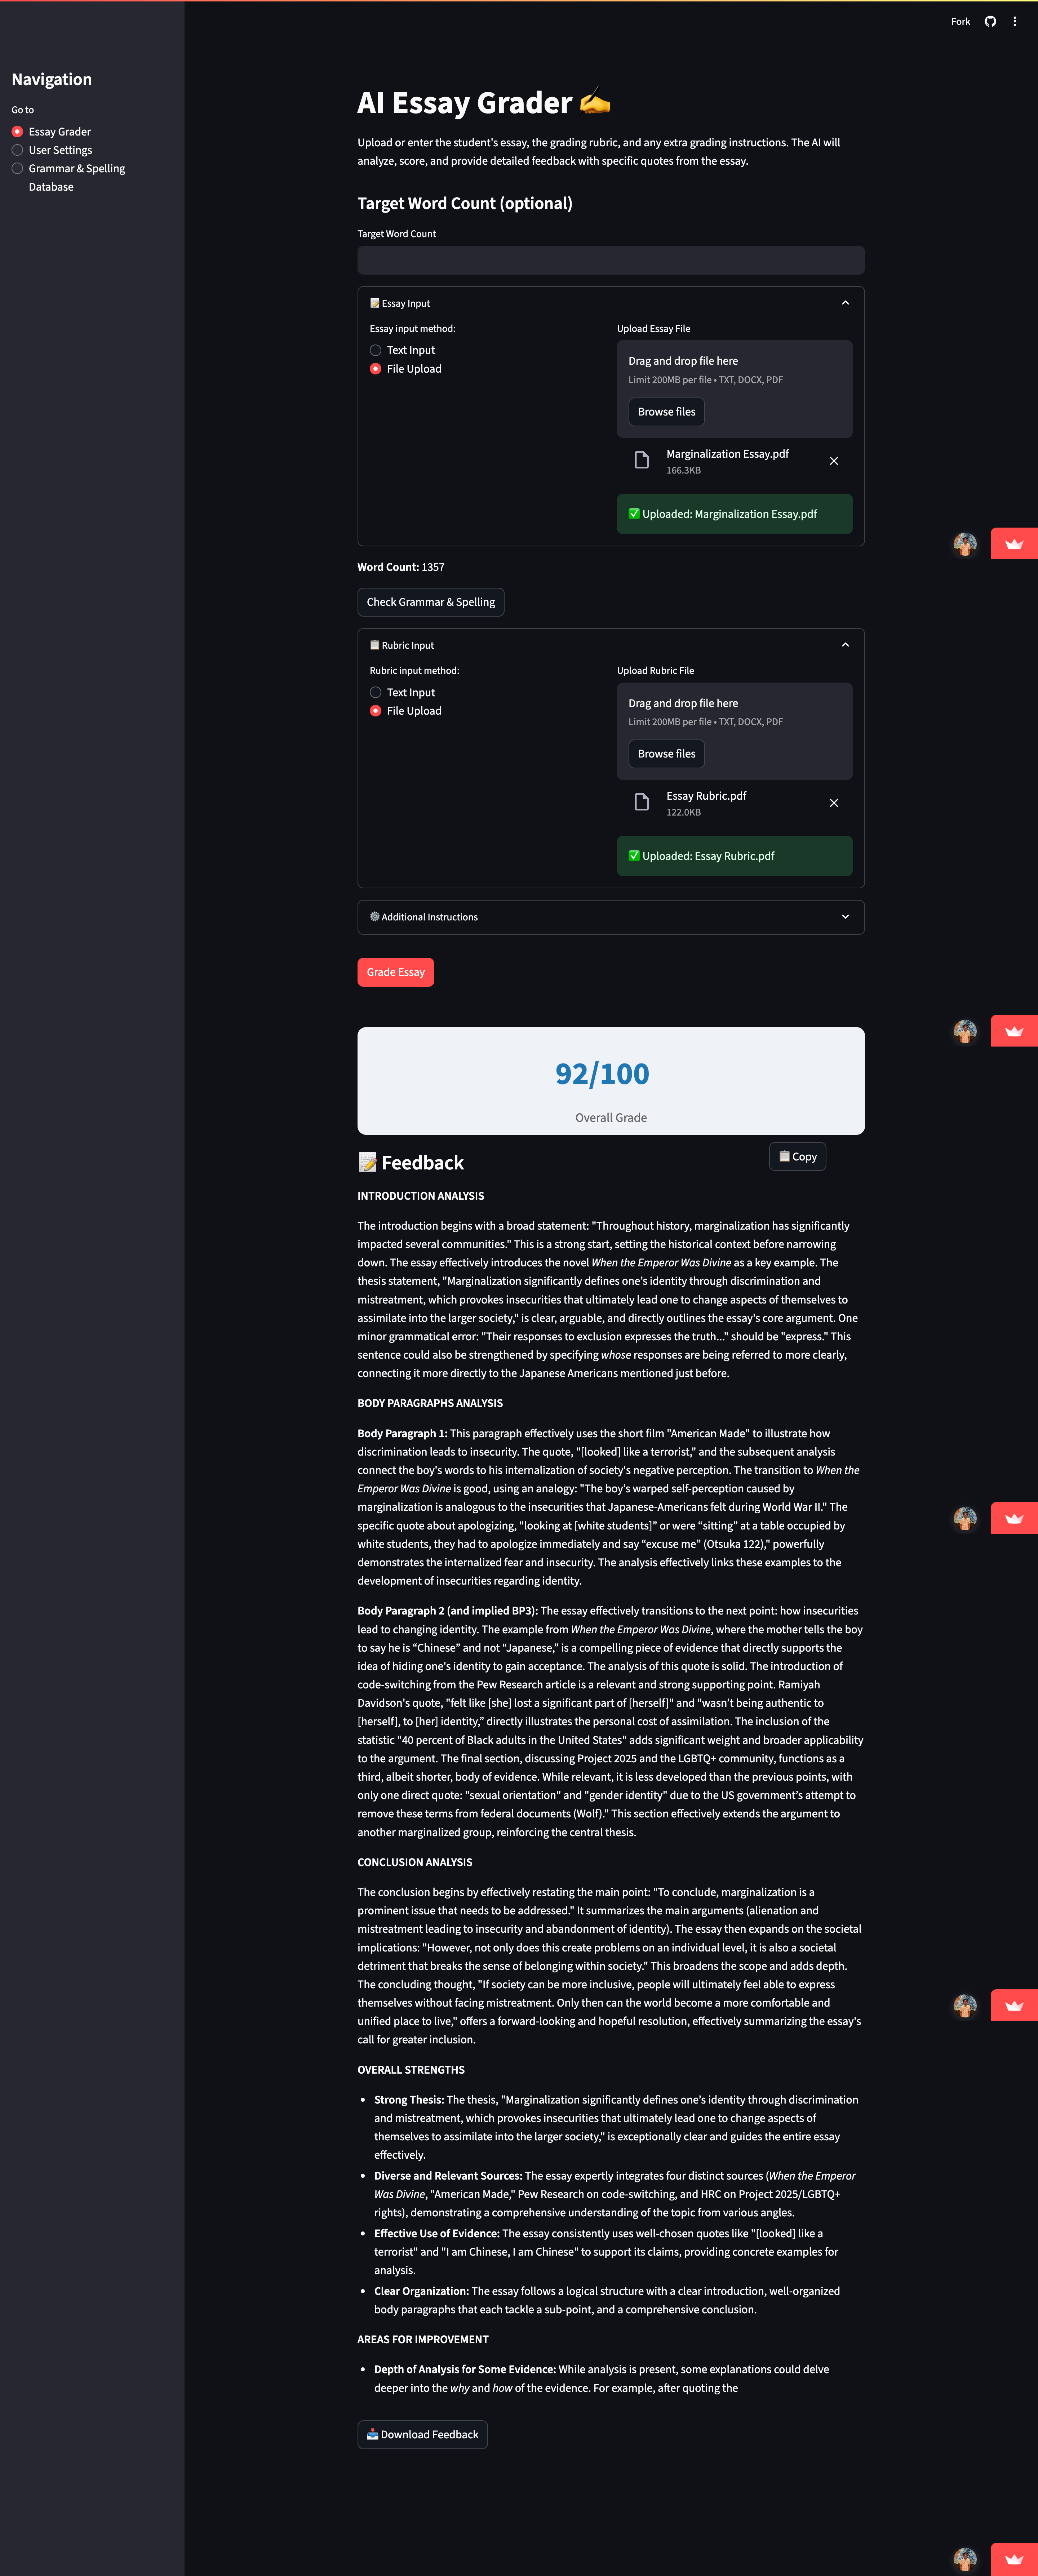 Fork
Navigation
Go to
Essay Grader
User Settings
Grammar & Spelling
Database
AI Essay Grader
Upload or enter the student's essay, the grading rubric, and any extra grading instructions. The AI will
analyze, score, and provide detailed feedback with specific quotes from the essay.
Target Word Count (optional)
Target Word Count
Essay Input
Essay input method:
Text Input
File Upload
Upload Essay File
Drag and drop file here
Limit 200MB per file • TXT, DOCX, PDF
Browse files
Marginalization Essay.pdf
166.3KB
Uploaded: Marginalization Essay.pdf
Word Count: 1357
Check Grammar & Spelling
Rubric Input
Rubric input method:
Text Input
File Upload
Upload Rubric File
Drag and drop file here
Limit 200MB per file • TXT, DOCX, PDF
Browse files
Essay Rubric.pdf
122.0KB
Uploaded: Essay Rubric.pdf
Additional Instructions
Grade Essay
92/100
Overall Grade
Feedback
Copy
INTRODUCTION ANALYSIS
The introduction begins with a broad statement: "Throughout history, marginalization has significantly
impacted several communities." This is a strong start, setting the historical context before narrowing
down. The essay effectively introduces the novel When the Emperor Was Divine as a key example. The
thesis statement, "Marginalization significantly defines one's identity through discrimination and
mistreatment, which provokes insecurities that ultimately lead one to change aspects of themselves to
assimilate into the larger society," is clear, arguable, and directly outlines the essay's core argument. One
minor grammatical error: "Their responses to exclusion expresses the truth..." should be "express." This
sentence could also be strengthened by specifying whose responses are being referred to more clearly,
connecting it more directly to the Japanese Americans mentioned just before.
BODY PARAGRAPHS ANALYSIS
Body Paragraph 1: This paragraph effectively uses the short film "American Made" to illustrate how
discrimination leads to insecurity. The quote, "[looked] like a terrorist," and the subsequent analysis
connect the boy's words to his internalization of society's negative perception. The transition to When the
Emperor Was Divine is good, using an analogy: "The boy's warped self-perception caused by
marginalization is analogous to the insecurities that Japanese-Americans felt during World War II." The
specific quote about apologizing, "looking at [white students]” or were “sitting” at a table occupied by
white students, they had to apologize immediately and say “excuse me” (Otsuka 122)," powerfully
demonstrates the internalized fear and insecurity. The analysis effectively links these examples to the
development of insecurities regarding identity.
Body Paragraph 2 (and implied BP3): The essay effectively transitions to the next point: how insecurities
lead to changing identity. The example from When the Emperor Was Divine, where the mother tells the boy
to say he is “Chinese” and not “Japanese,” is a compelling piece of evidence that directly supports the
idea of hiding one's identity to gain acceptance. The analysis of this quote is solid. The introduction of
code-switching from the Pew Research article is a relevant and strong supporting point. Ramiyah
Davidson's quote, "felt like [she] lost a significant part of [herself]" and "wasn't being authentic to
[herself], to [her] identity,” directly illustrates the personal cost of assimilation. The inclusion of the
statistic "40 percent of Black adults in the United States" adds significant weight and broader applicability
to the argument. The final section, discussing Project 2025 and the LGBTQ+ community, functions as a
third, albeit shorter, body of evidence. While relevant, it is less developed than the previous points, with
only one direct quote: "sexual orientation" and "gender identity" due to the US government's attempt to
remove these terms from federal documents (Wolf)." This section effectively extends the argument to
another marginalized group, reinforcing the central thesis.
CONCLUSION ANALYSIS
The conclusion begins by effectively restating the main point: "To conclude, marginalization is a
prominent issue that needs to be addressed." It summarizes the main arguments (alienation and
mistreatment leading to insecurity and abandonment of identity). The essay then expands on the societal
implications: "However, not only does this create problems on an individual level, it is also a societal
detriment that breaks the sense of belonging within society." This broadens the scope and adds depth.
The concluding thought, "If society can be more inclusive, people will ultimately feel able to express
themselves without facing mistreatment. Only then can the world become a more comfortable and
unified place to live," offers a forward-looking and hopeful resolution, effectively summarizing the essay's
call for greater inclusion.
OVERALL STRENGTHS
• Strong Thesis: The thesis, "Marginalization significantly defines one's identity through discrimination
and mistreatment, which provokes insecurities that ultimately lead one to change aspects of
themselves to assimilate into the larger society," is exceptionally clear and guides the entire essay
effectively.
• Diverse and Relevant Sources: The essay expertly integrates four distinct sources (When the Emperor
Was Divine, "American Made," Pew Research on code-switching, and HRC on Project 2025/LGBTQ+
rights), demonstrating a comprehensive understanding of the topic from various angles.
• Effective Use of Evidence: The essay consistently uses well-chosen quotes like "[looked] like a
terrorist" and "I am Chinese, I am Chinese" to support its claims, providing concrete examples for
analysis.
• Clear Organization: The essay follows a logical structure with a clear introduction, well-organized
body paragraphs that each tackle a sub-point, and a comprehensive conclusion.
AREAS FOR IMPROVEMENT
• Depth of Analysis for Some Evidence: While analysis is present, some explanations could delve
deeper into the why and how of the evidence. For example, after quoting the
Download Feedback